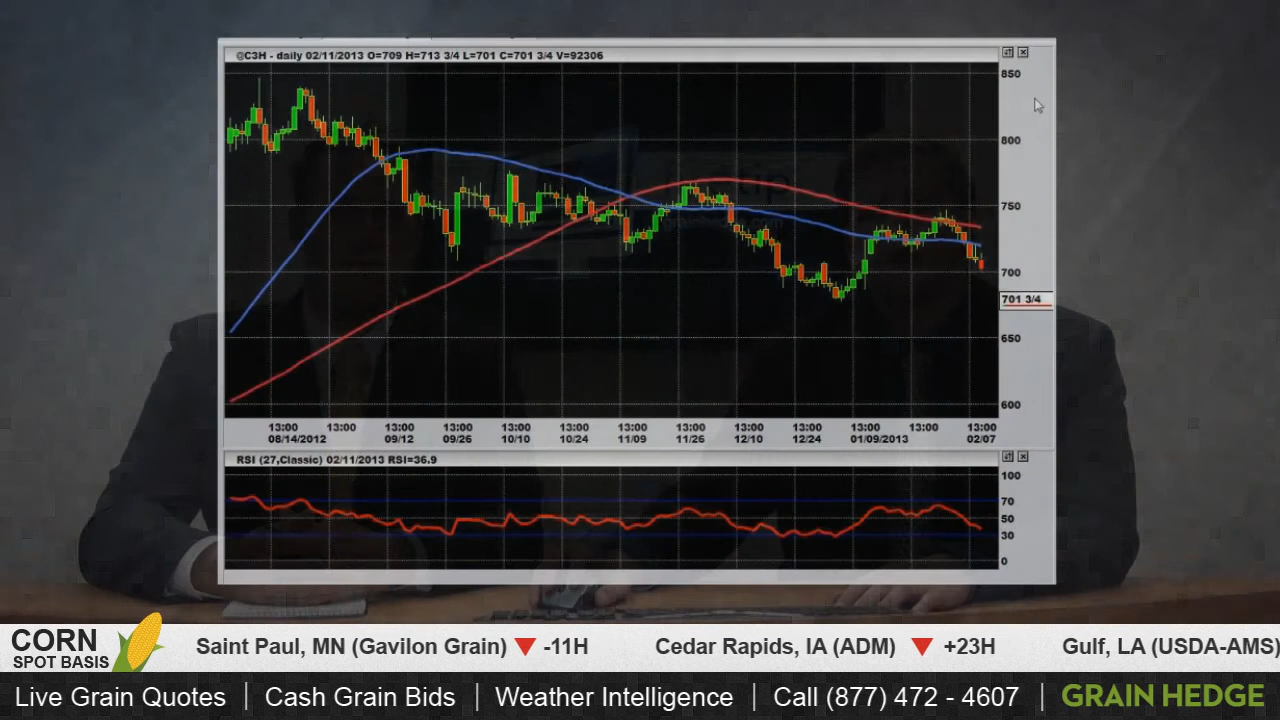 @C3H - daily 02/11/2013 O=709 H=713 3/4 L=701 C=701 3/4 V=92306
850
800
750
700
701 3/4
650
600
13:00 13:00 13:00 13:00 13:00 13:00 13:00 13:00 13:00 13:00 13:00 13:00 13:00
08/14/2012 09/12 09/26 10/10 10/24 11/09 11/26 12/10 12/24 01/09/2013 02/07
RSI (27,Classic) 02/11/2013 RSI=36.9
100
70
50
30
0
CORN
SPOT BASIS
Saint Paul, MN (Gavilon Grain) -11H Cedar Rapids, IA (ADM) +23H Gulf, LA (USDA-AMS)
Live Grain Quotes | Cash Grain Bids | Weather Intelligence | Call (877) 472 - 4607 | GRAIN HEDGE